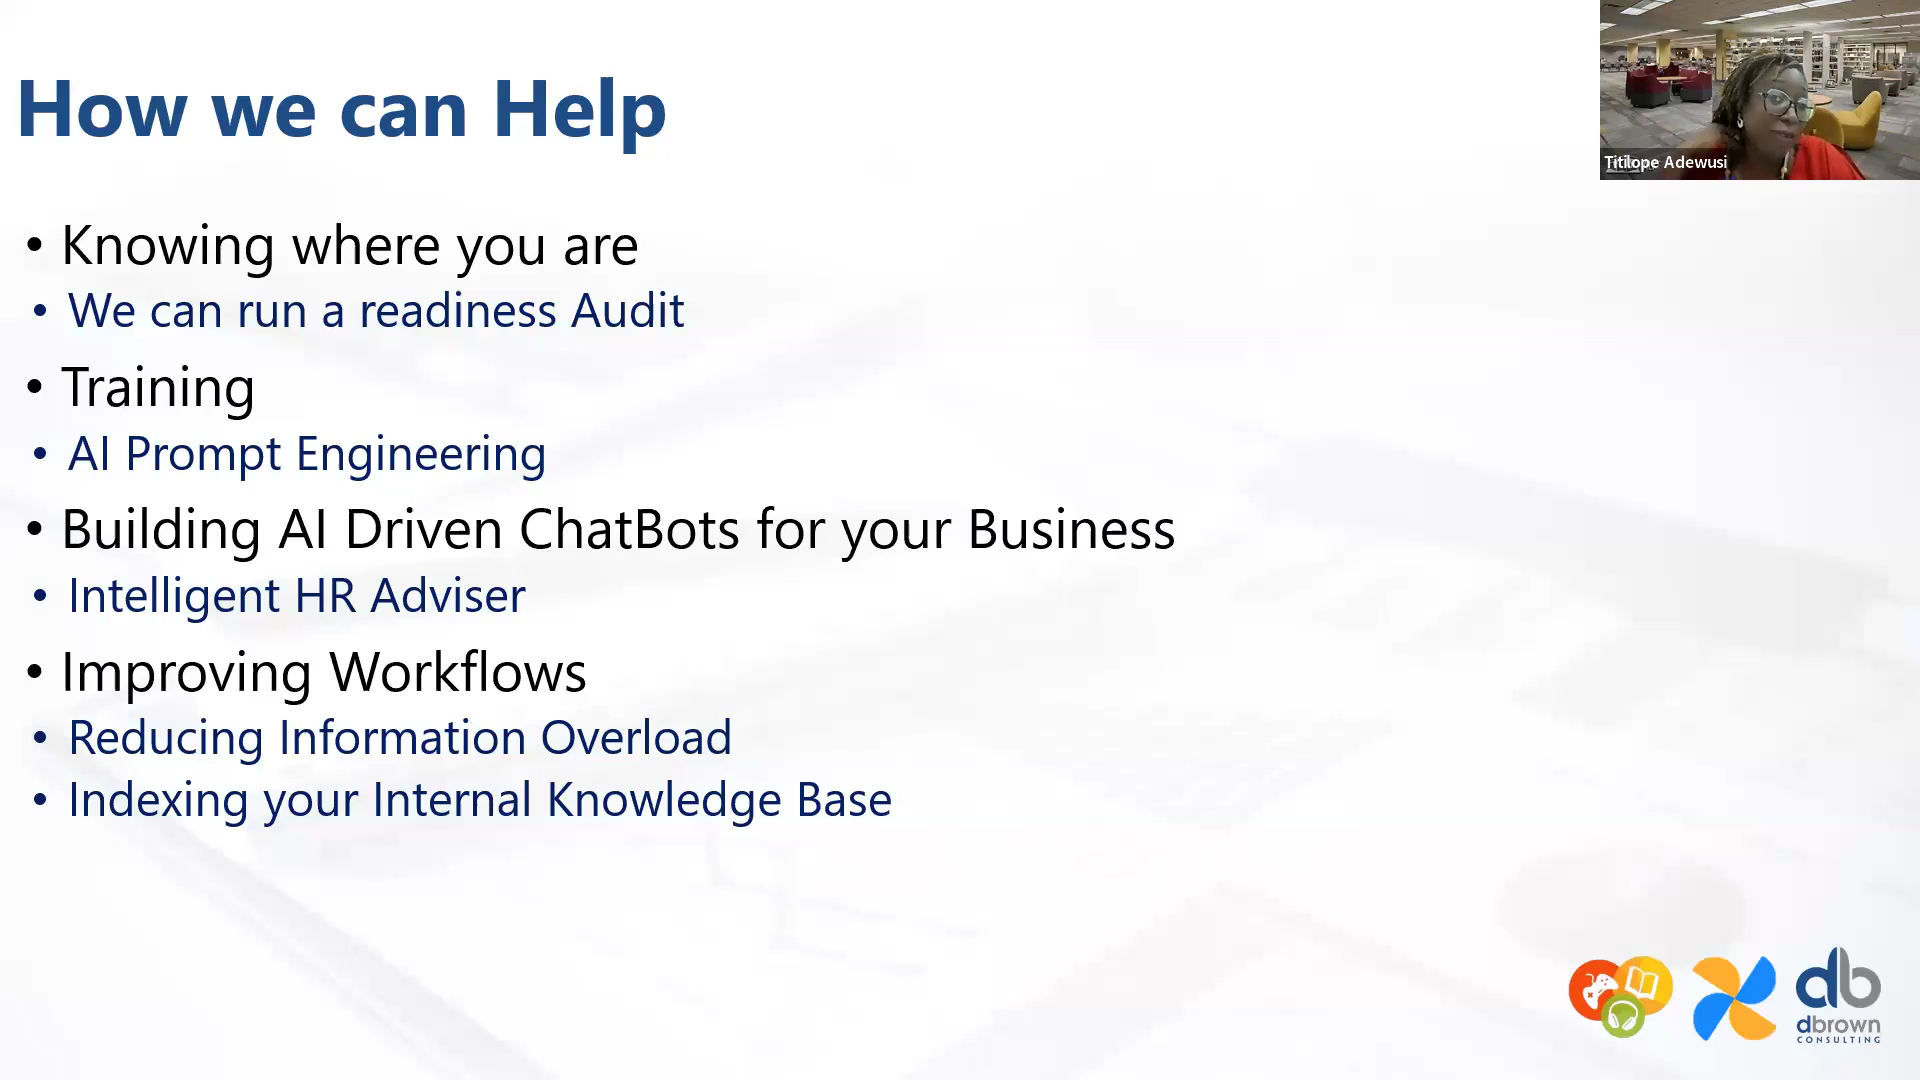 How we can Help
Titilope Adewusi
• Knowing where you are
• We can run a readiness Audit
• Training
• AI Prompt Engineering
• Building AI Driven ChatBots for your Business
• Intelligent HR Adviser
• Improving Workflows
• Reducing Information Overload
• Indexing your Internal Knowledge Base
db
dbrown
CONSULTING